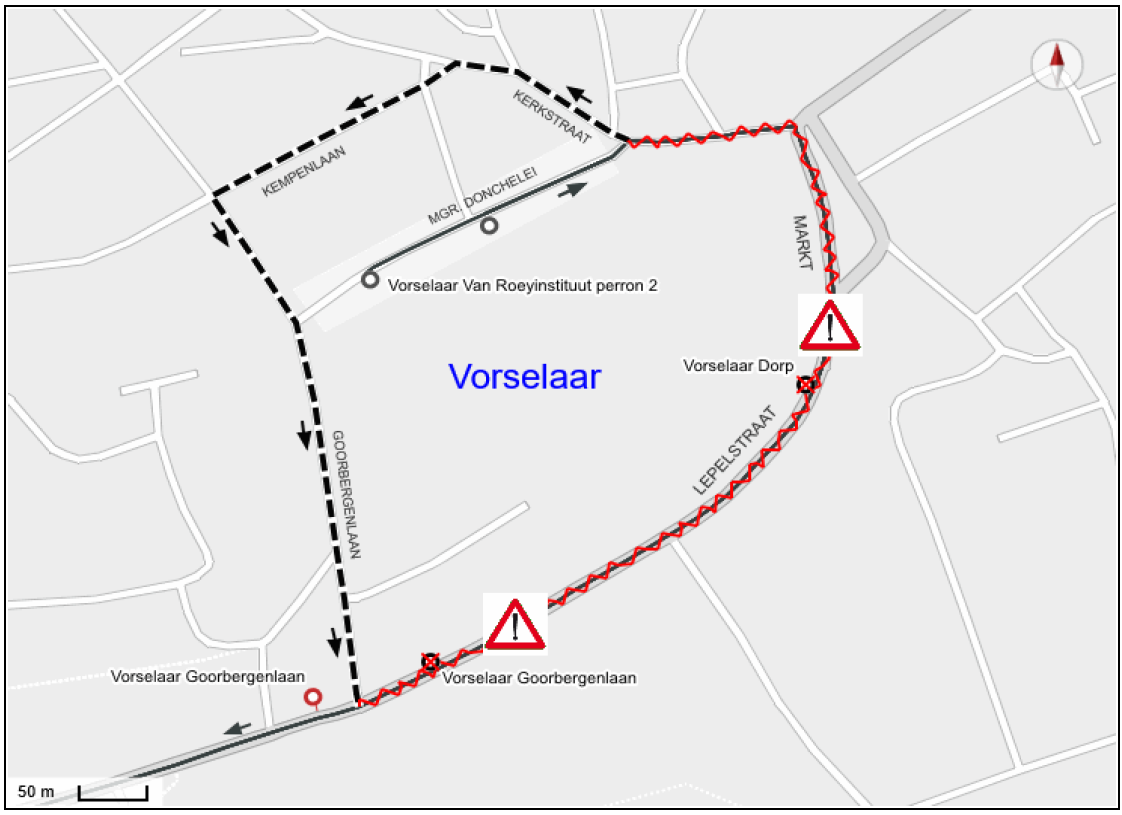 KERKSTRAAT
KEMPENLAAN
MGR. DONCHELEI
MARKT
Vorselaar Van Roeyinstituut perron 2
Vorselaar
Vorselaar Dorp
LEPELSTRAAT
GOORBERGENLAAN
Vorselaar Goorbergenlaan
Vorselaar Goorbergenlaan
50 m